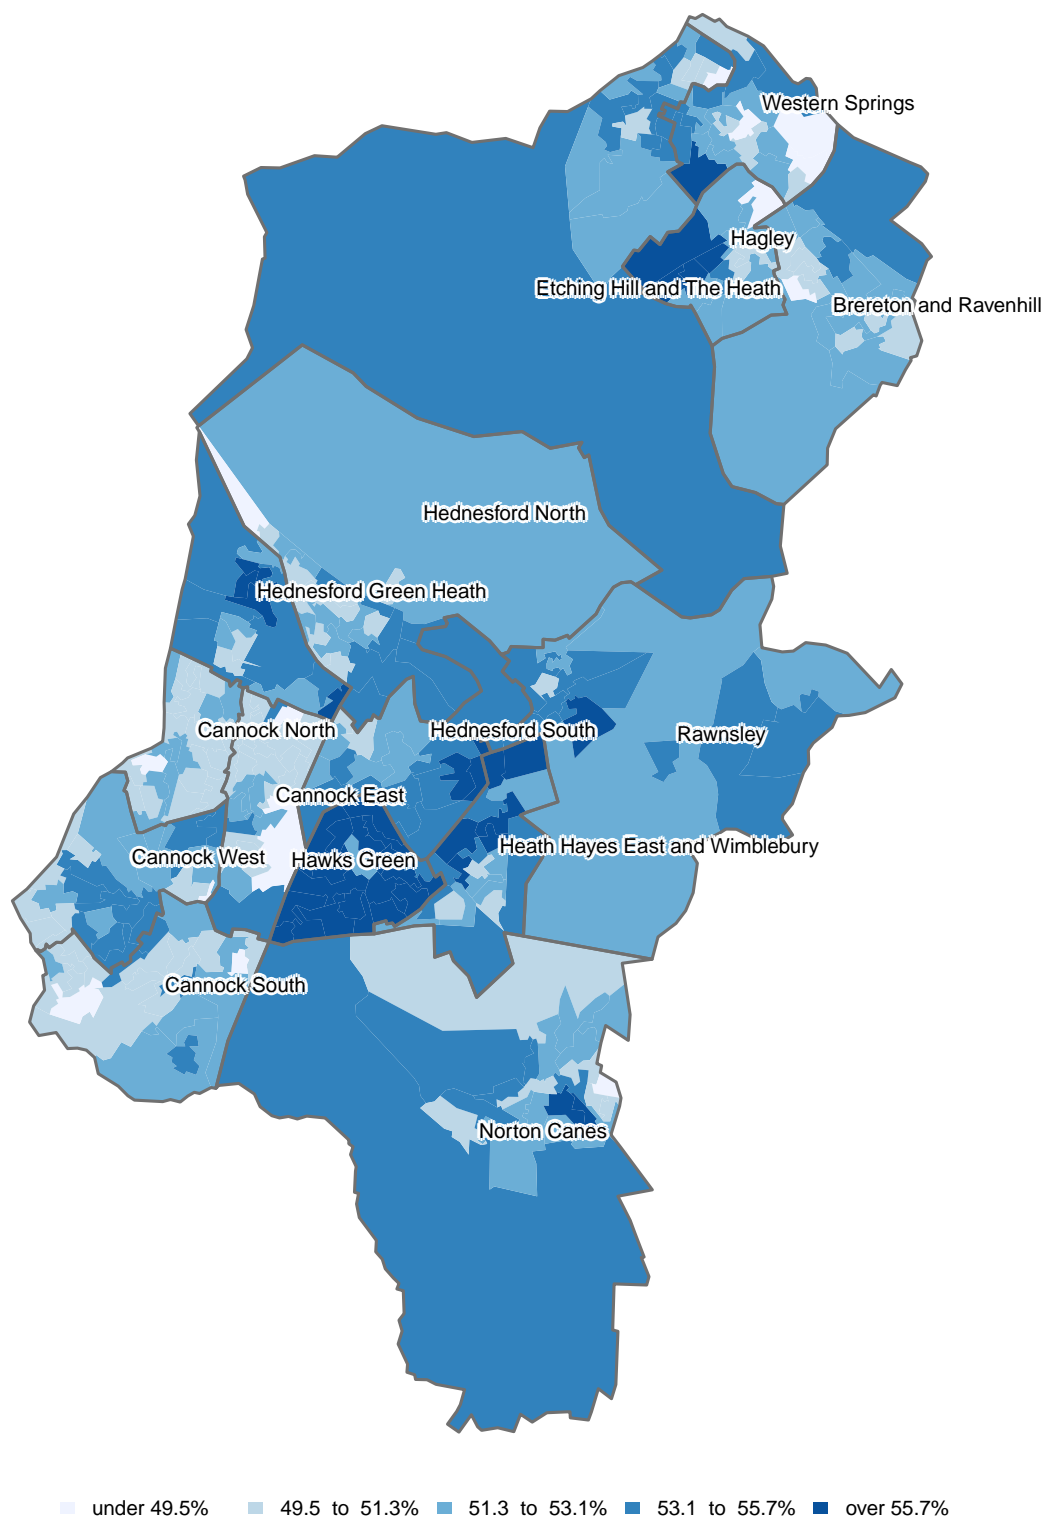 Western Springs
Hagley
Etching Hill and The Heath
Brereton and Ravenhill
Hednesford North
Hednesford Green Heath
Cannock North
Hednesford South
Rawnsley
Cannock East
Cannock West
Hawks Green
Heath Hayes East and Wimblebury
Cannock South
Norton Canes
under 49.5% 49.5 to 51.3% 51.3 to 53.1% 53.1 to 55.7% over 55.7%